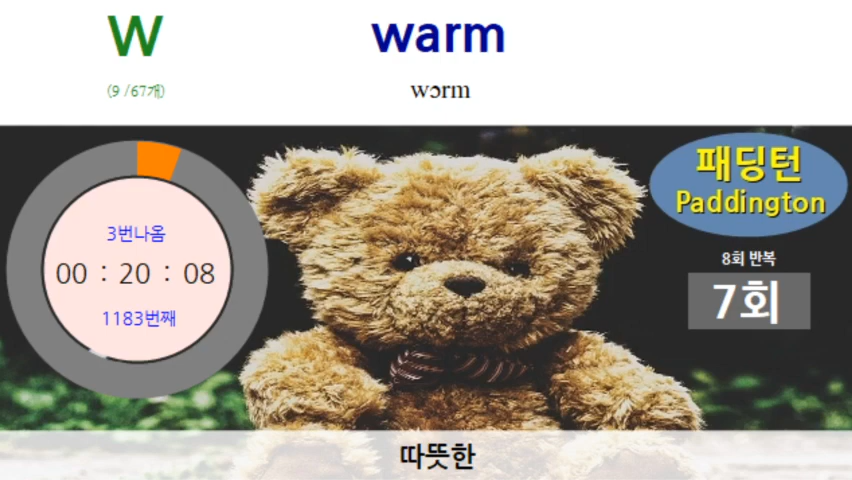 W
(9 /67개)
warm
wɔrm
3번나옴
00 : 20 : 08
1183번째
패딩턴
Paddington
8회 반복
7회
따뜻한